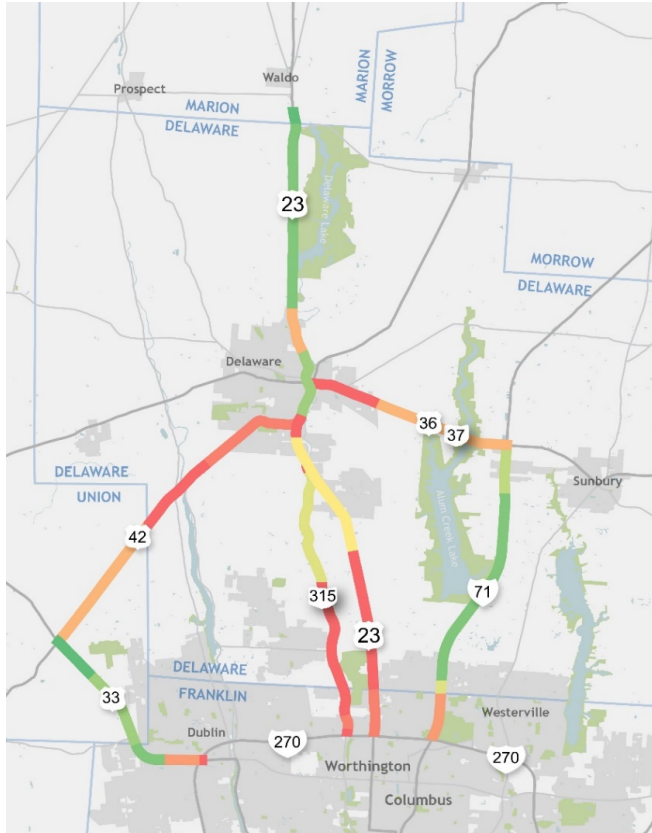 Waldo
Prospect
MARION
DELAWARE
MARION
MORROW
23
Delaware Lake
MORROW
DELAWARE
Delaware
36
37
Sunbury
DELAWARE
UNION
Alum Creek Lake
42
71
315
23
DELAWARE
FRANKLIN
33
Westerville
Dublin
270
270
Worthington
Columbus